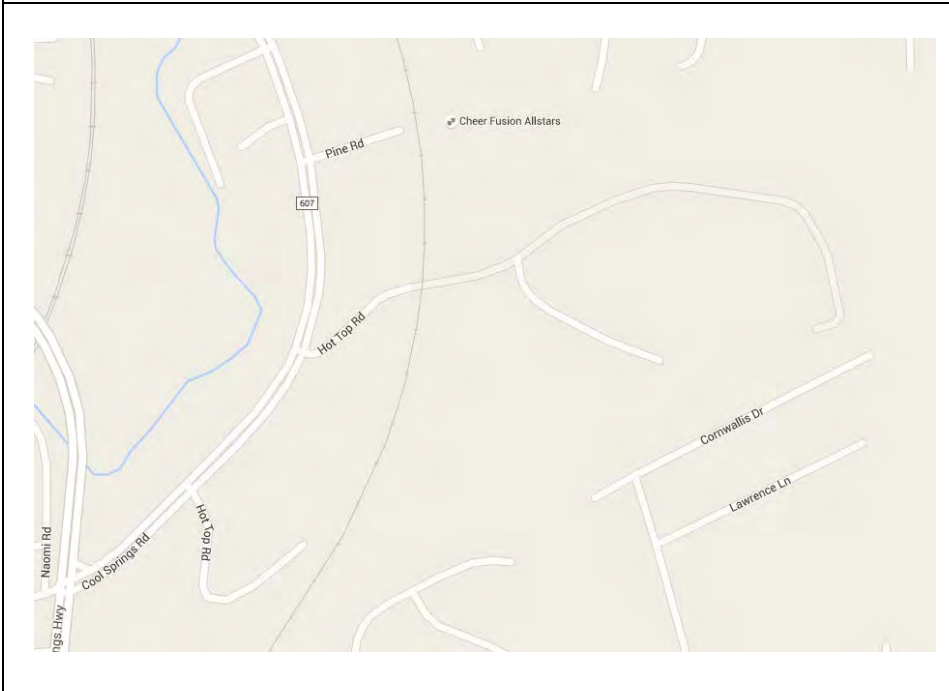 Cheer Fusion Allstars
Pine Rd
607
Hot Top Rd
Cornwallis Dr
Lawrence Ln
Hot Top Rd
Naomi Rd
Cool Springs Rd
ngs Hwy